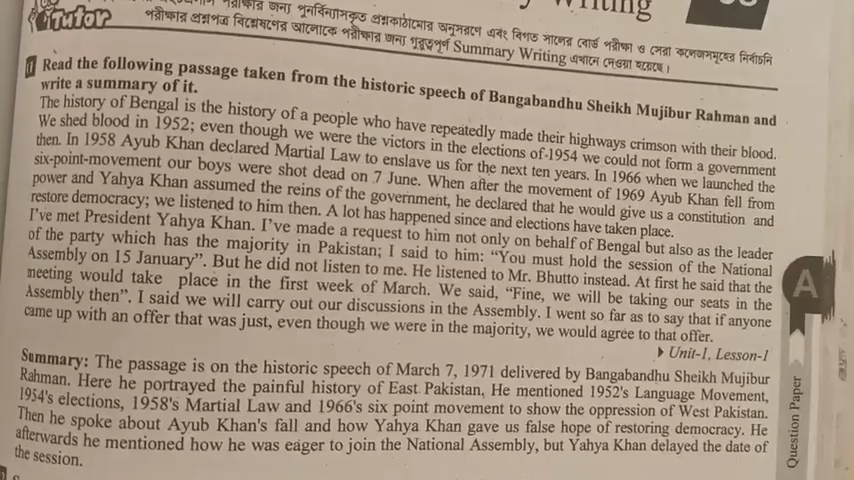 Writing
Tutor
পরীক্ষার জন্য পুনর্বিন্যাসকৃত প্রশ্নকাঠামোর অনুসরণে এবং বিগত সালের বোর্ড পরীক্ষা ও সেরা কলেজসমূহের নির্বাচনি
পরীক্ষার প্রশ্নপত্র বিশ্লেষণের আলোকে পরীক্ষার জন্য গুরুত্বপূর্ণ Summary Writing এখানে দেওয়া হয়েছে।
Read the following passage taken from the historic speech of Bangabandhu Sheikh Mujibur Rahman and
write a summary of it.
The history of Bengal is the history of a people who have repeatedly made their highways crimson with their blood.
We shed blood in 1952; even though we were the victors in the elections of-1954 we could not form a government
then. In 1958 Ayub Khan declared Martial Law to enslave us for the next ten years. In 1966 when we launched the
six-point-movement our boys were shot dead on 7 June. When after the movement of 1969 Ayub Khan fell from
power and Yahya Khan assumed the reins of the government, he declared that he would give us a constitution and
restore democracy; we listened to him then. A lot has happened since and elections have taken place.
I've met President Yahya Khan. I've made a request to him not only on behalf of Bengal but also as the leader
of the party which has the majority in Pakistan; I said to him: “You must hold the session of the National
Assembly on 15 January”. But he did not listen to me. He listened to Mr. Bhutto instead. At first he said that the
meeting would take place in the first week of March. We said, “Fine, we will be taking our seats in the
Assembly then”. I said we will carry out our discussions in the Assembly. I went so far as to say that if anyone
came up with an offer that was just, even though we were in the majority, we would agree to that offer.
Unit-1, Lesson-1
Summary: The passage is on the historic speech of March 7, 1971 delivered by Bangabandhu Sheikh Mujibur
Rahman. Here he portrayed the painful history of East Pakistan, He mentioned 1952's Language Movement,
1954's elections, 1958's Martial Law and 1966's six point movement to show the oppression of West Pakistan.
Then he spoke about Ayub Khan's fall and how Yahya Khan gave us false hope of restoring democracy. He
afterwards he mentioned how he was eager to join the National Assembly, but Yahya Khan delayed the date of
the session.
A
Question Paper